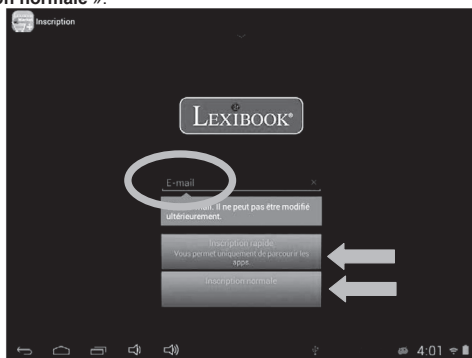 on normale ».
Inscription
LEXIBOOK®
E-mail
mail. Il ne peut pas être modifié
ultérieurement.
Inscription rapide
Vous permet uniquement de parcourir les
apps.
Inscription normale
4:01